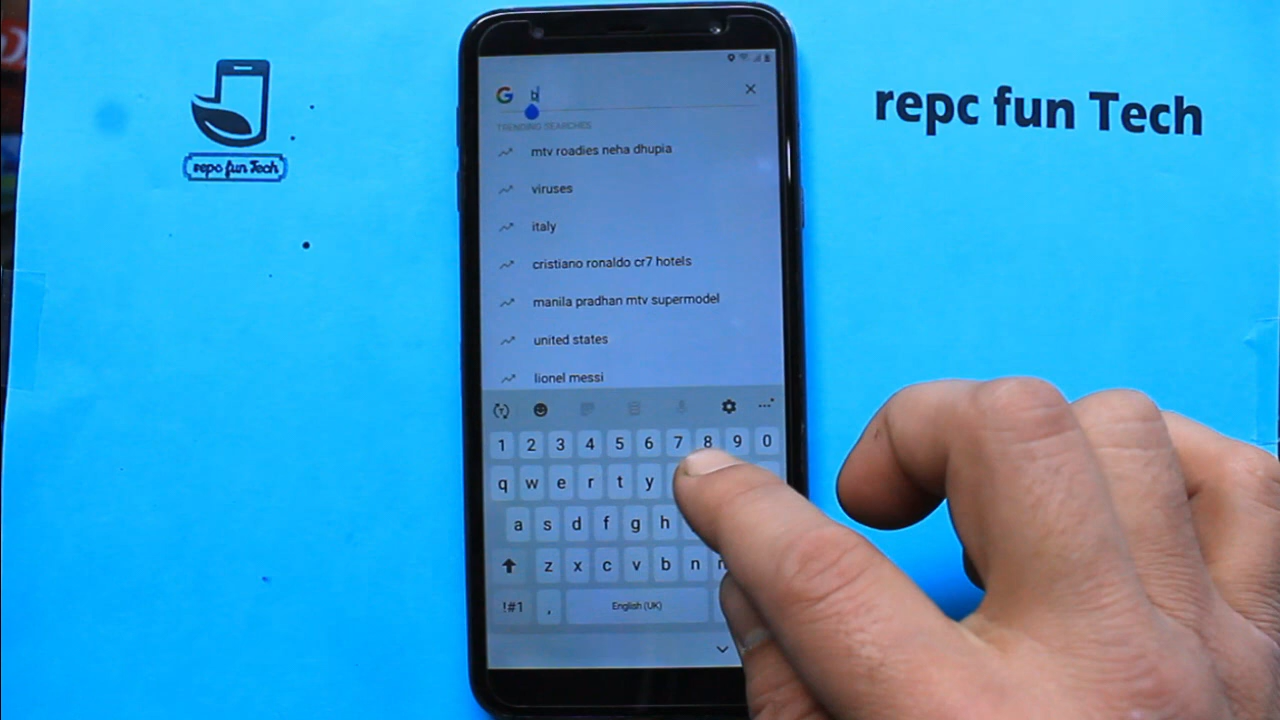 repc fun Tech
repc fun Tech
b
TRENDING SEARCHES
mtv roadies neha dhupia
viruses
italy
cristiano ronaldo cr7 hotels
manila pradhan mtv supermodel
united states
lionel messi
1 2 3 4 5 6 7 8 9 0
q w e r t y
a s d f g h
z x c v b n
!#1 , English (UK)